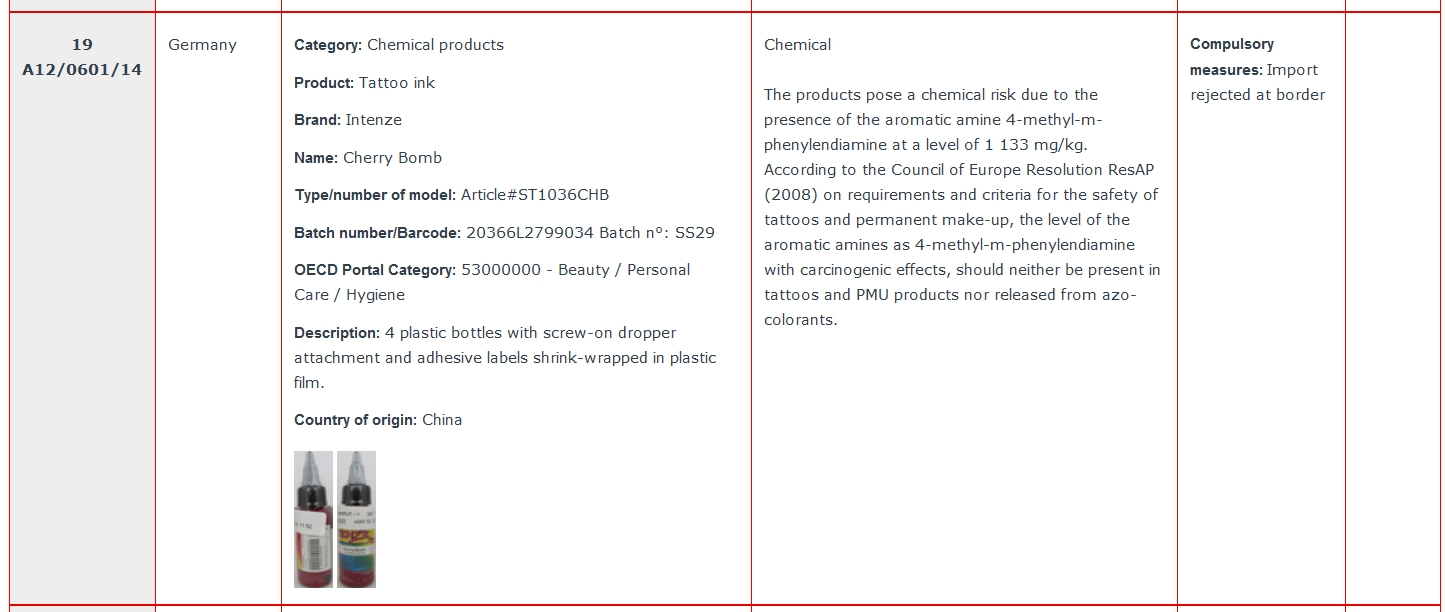 19
A12/0601/14
Germany
Category: Chemical products
Product: Tattoo ink
Brand: Intenze
Name: Cherry Bomb
Type/number of model: Article#ST1036CHB
Batch number/Barcode: 20366L2799034 Batch n°: SS29
OECD Portal Category: 53000000 - Beauty / Personal
Care / Hygiene
Description: 4 plastic bottles with screw-on dropper
attachment and adhesive labels shrink-wrapped in plastic
film.
Country of origin: China
Chemical
The products pose a chemical risk due to the
presence of the aromatic amine 4-methyl-m-
phenylendiamine at a level of 1 133 mg/kg.
According to the Council of Europe Resolution ResAP
(2008) on requirements and criteria for the safety of
tattoos and permanent make-up, the level of the
aromatic amines as 4-methyl-m-phenylendiamine
with carcinogenic effects, should neither be present in
tattoos and PMU products nor released from azo-
colorants.
Compulsory
measures: Import
rejected at border